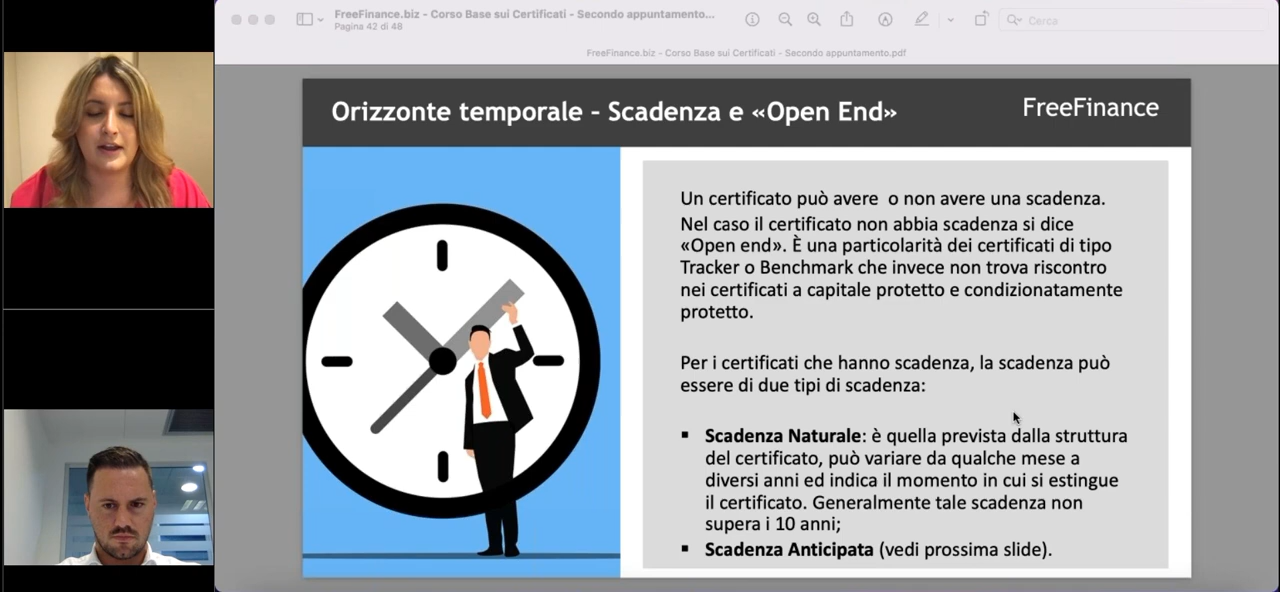 FreeFinance.biz - Corso Base sui Certificati - Secondo appuntamento...
Pagina 42 di 48
Cerca
FreeFinance.biz - Corso Base sui Certificati - Secondo appuntamento.pdf
Orizzonte temporale - Scadenza e «Open End»
FreeFinance
Un certificato può avere o non avere una scadenza.
Nel caso il certificato non abbia scadenza si dice
«Open end». È una particolarità dei certificati di tipo
Tracker o Benchmark che invece non trova riscontro
nei certificati a capitale protetto e condizionatamente
protetto.
Per i certificati che hanno scadenza, la scadenza può
essere di due tipi di scadenza:
▪ Scadenza Naturale: è quella prevista dalla struttura
del certificato, può variare da qualche mese a
diversi anni ed indica il momento in cui si estingue
il certificato. Generalmente tale scadenza non
supera i 10 anni;
▪ Scadenza Anticipata (vedi prossima slide).